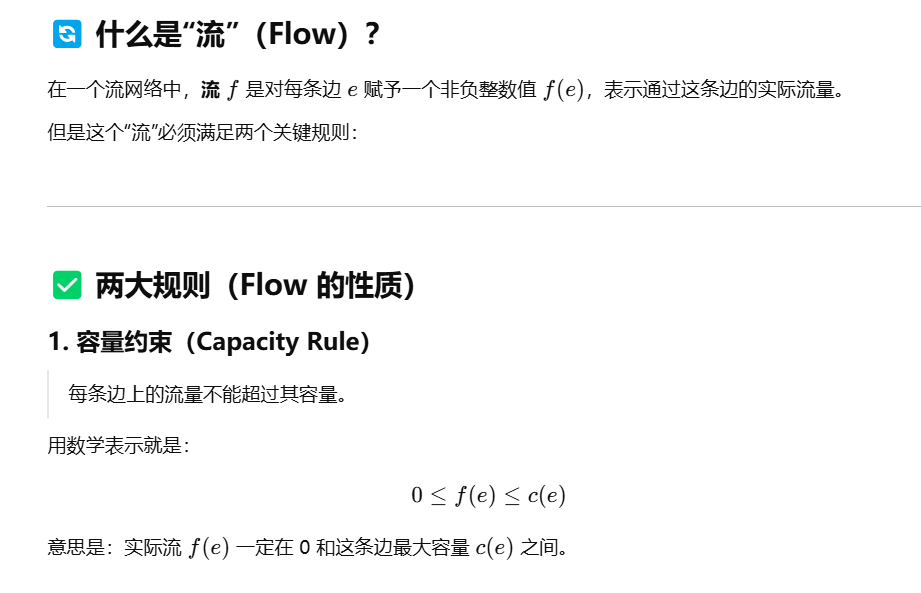 🔄 什么是“流”（Flow）？
在一个流网络中，流 f 是对每条边 e 赋予一个非负整数值 f(e)，表示通过这条边的实际流量。
但是这个“流”必须满足两个关键规则：
✅ 两大规则（Flow 的性质）
1. 容量约束（Capacity Rule）
每条边上的流量不能超过其容量。
用数学表示就是：
0 ≤ f(e) ≤ c(e)
意思是：实际流 f(e) 一定在 0 和这条边最大容量 c(e) 之间。